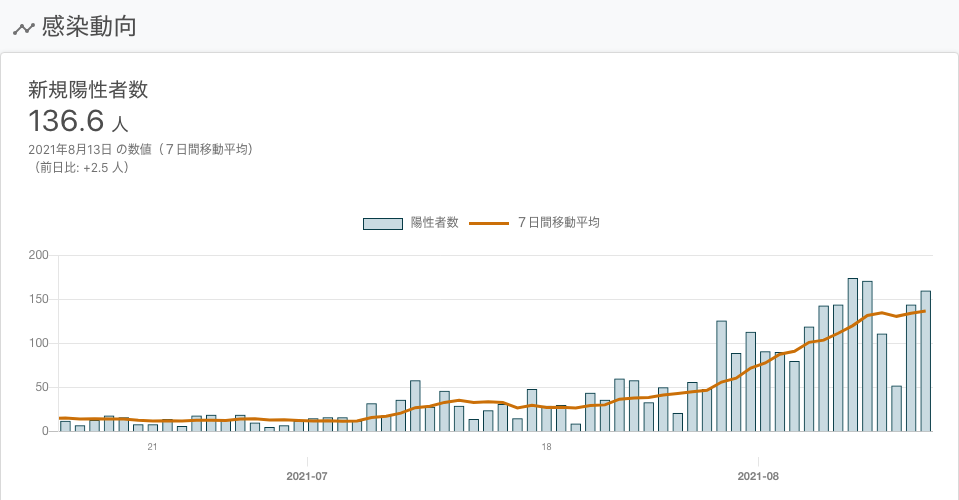 感染動向
新規陽性者数
136.6 人
2021年8月13日 の数値（７日間移動平均）
（前日比: +2.5 人）
陽性者数 ７日間移動平均
200
150
100
50
0
21 18
2021-07 2021-08